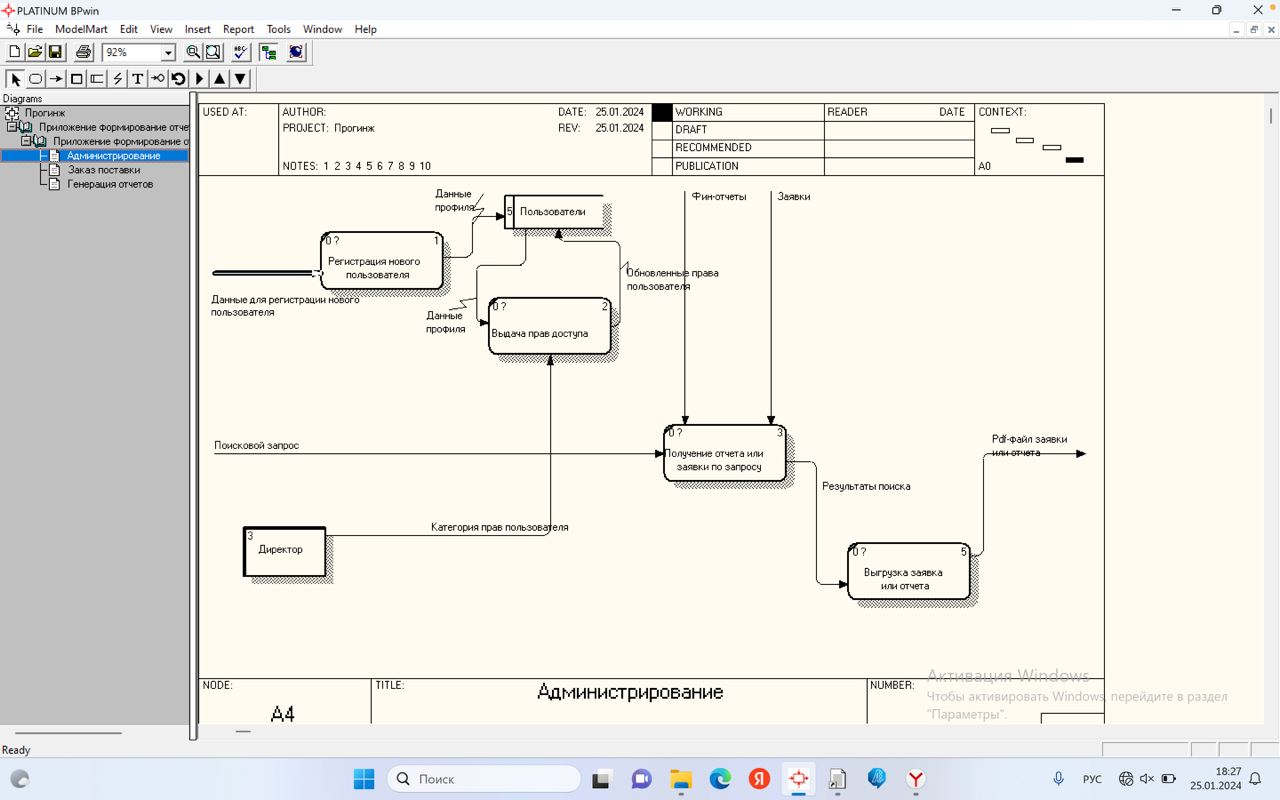 PLATINUM BPwin
File ModelMart Edit View Insert Report Tools Window Help
92%
ABC
T
Diagrams
Прогинж
Приложение формирование отче
Приложение формирование о
Администрирование
Заказ поставки
Генерация отчетов
USED AT:
AUTHOR:
DATE: 25.01.2024
PROJECT: Прогинж
REV: 25.01.2024
NOTES: 1 2 3 4 5 6 7 8 9 10
WORKING
DRAFT
RECOMMENDED
PUBLICATION
READER
DATE
CONTEXT:
A0
Данные
профиля
5
Пользователи
Фин-отчеты
Заявки
0 ?
1
Регистрация нового
пользователя
Обновленные права
пользователя
Данные для регистрации нового
пользователя
Данные
профиля
0 ?
2
Выдача прав доступа
Поисковой запрос
0 ?
3
Получение отчета или
заявки по запросу
Pdf-файл заявки
или отчета
Результаты поиска
Категория прав пользователя
3
Директор
0 ?
5
Выгрузка заявка
или отчета
NODE:
A4
TITLE:
Администрирование
NUMBER:
Активация Windows
Чтобы активировать Windows, перейдите в раздел
"Параметры".
Ready
Поиск
Я
Y
РУС
18:27
25.01.2024